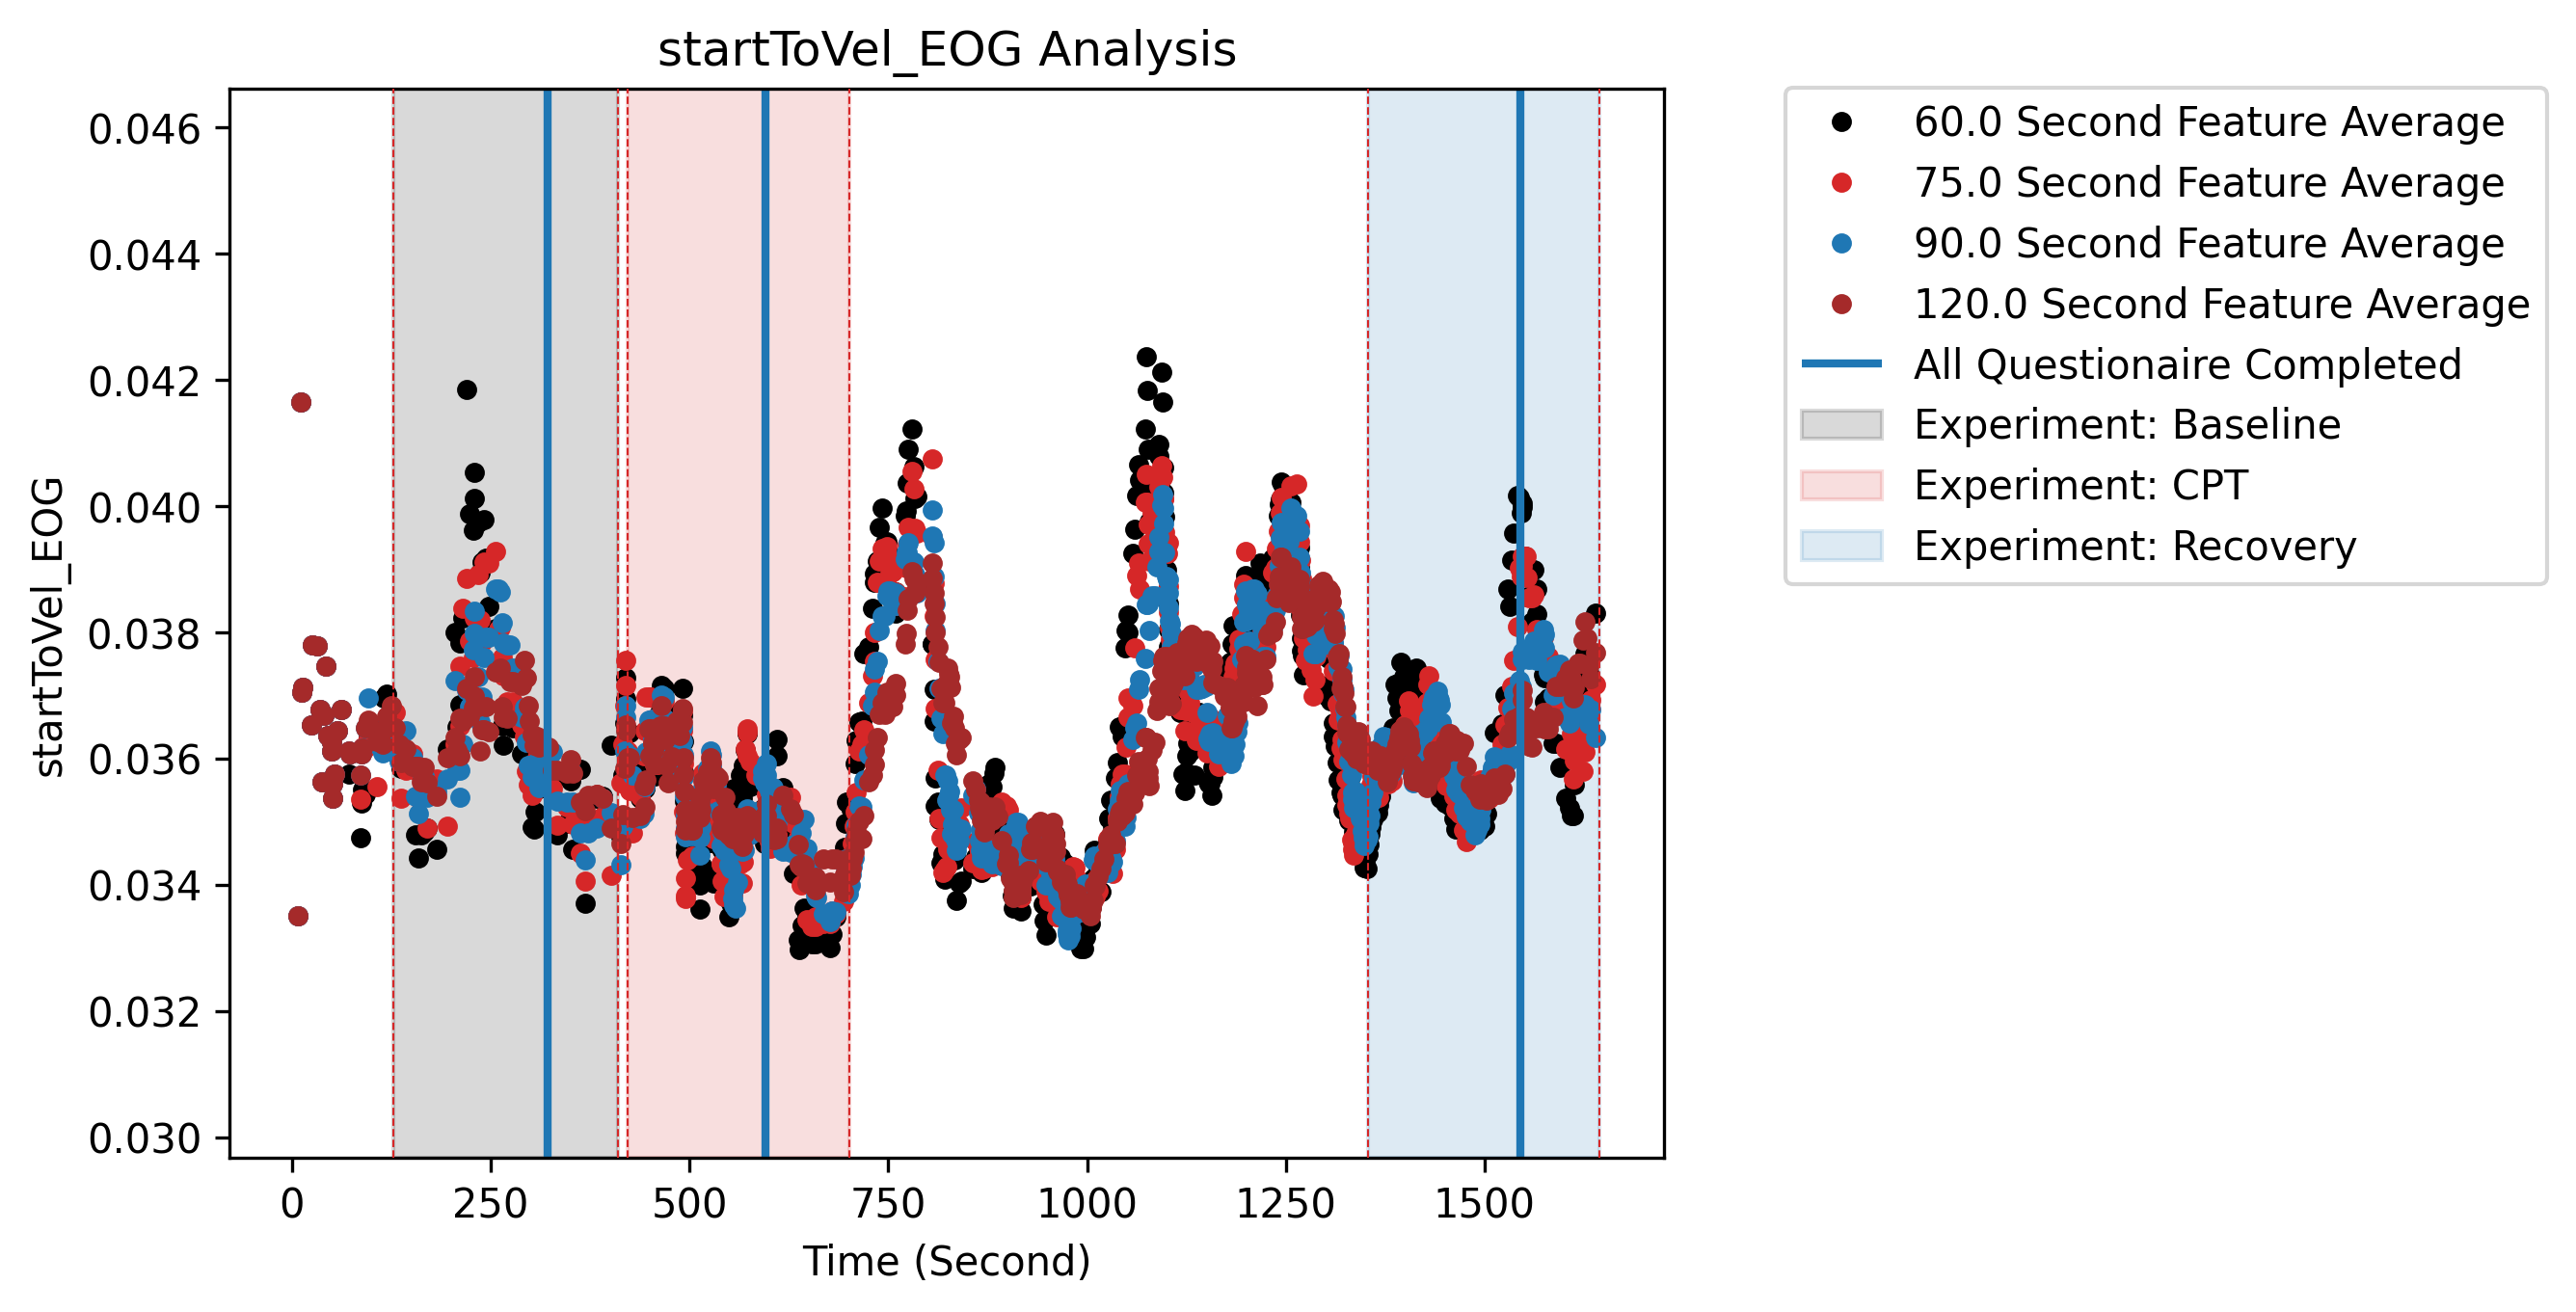 startToVel_EOG Analysis
startToVel_EOG
0.046
0.044
0.042
0.040
0.038
0.036
0.034
0.032
0.030
0
250
500
750
1000
1250
1500
Time (Second)
60.0 Second Feature Average
75.0 Second Feature Average
90.0 Second Feature Average
120.0 Second Feature Average
All Questionaire Completed
Experiment: Baseline
Experiment: CPT
Experiment: Recovery